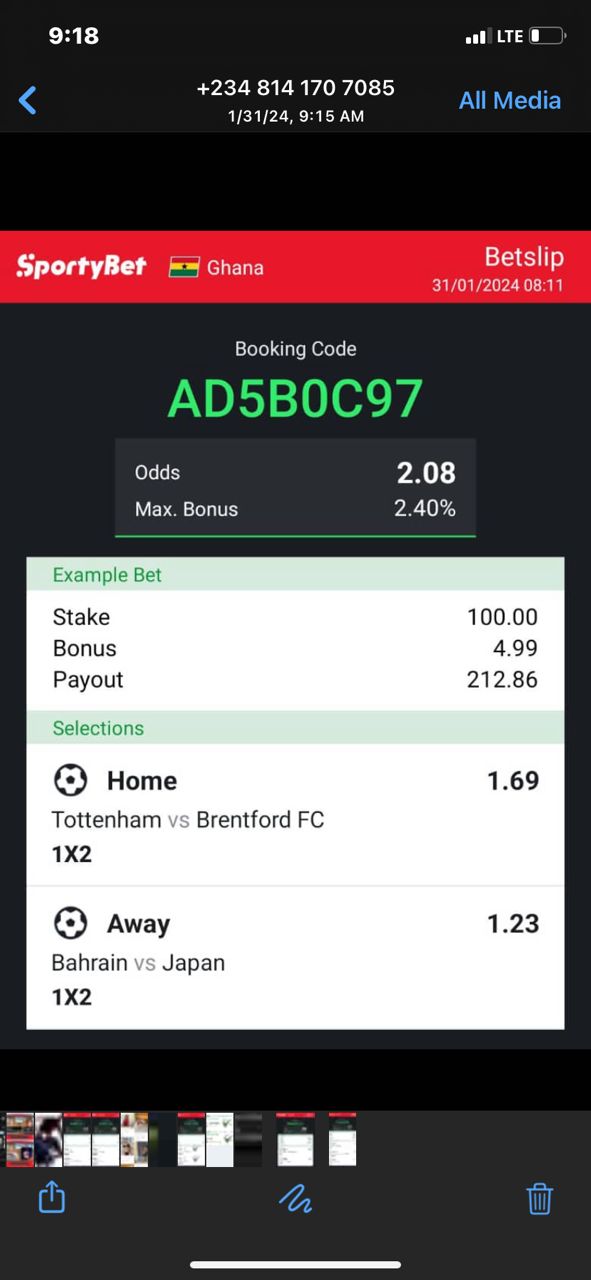 9:18 LTE
+234 814 170 7085
1/31/24, 9:15 AM
All Media
SportyBet Ghana Betslip
31/01/2024 08:11
Booking Code
AD5B0C97
Odds 2.08
Max. Bonus 2.40%
Example Bet
Stake 100.00
Bonus 4.99
Payout 212.86
Selections
Home 1.69
Tottenham vs Brentford FC
1X2
Away 1.23
Bahrain vs Japan
1X2